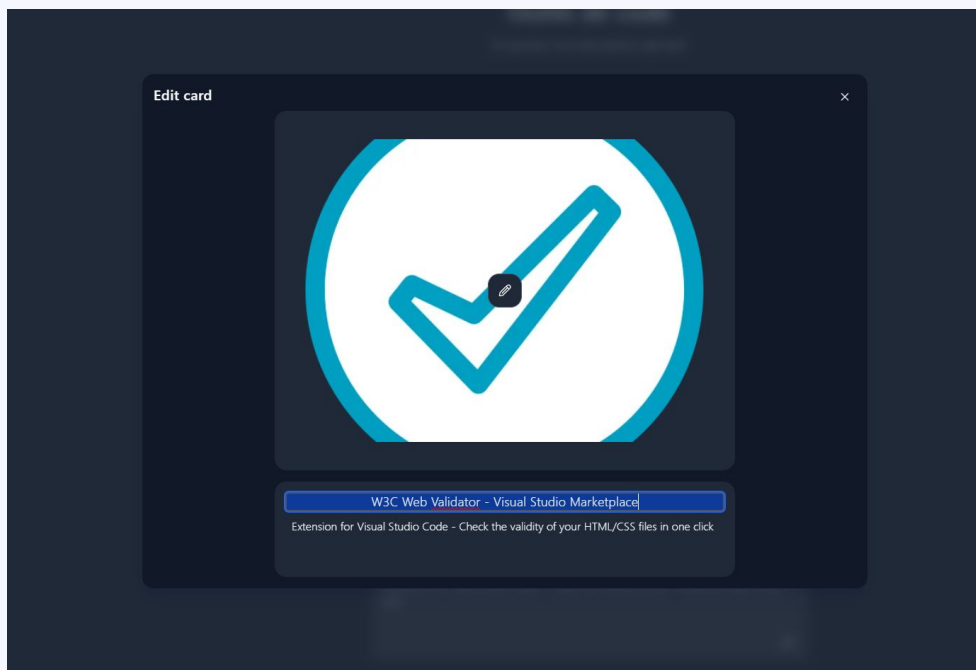 Edit card
W3C Web Validator - Visual Studio Marketplace
Extension for Visual Studio Code - Check the validity of your HTML/CSS files in one click